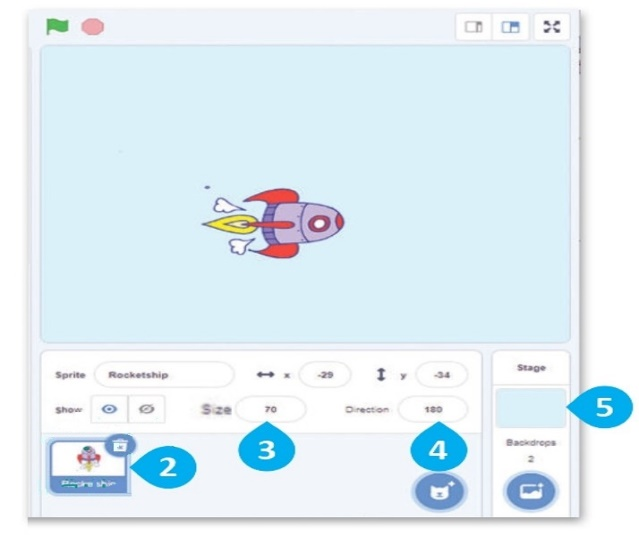 Stage
Sprite Rocketship x -29 y -34
Show Size 70 Direction 180
5
Backdrops
2
2
3
4